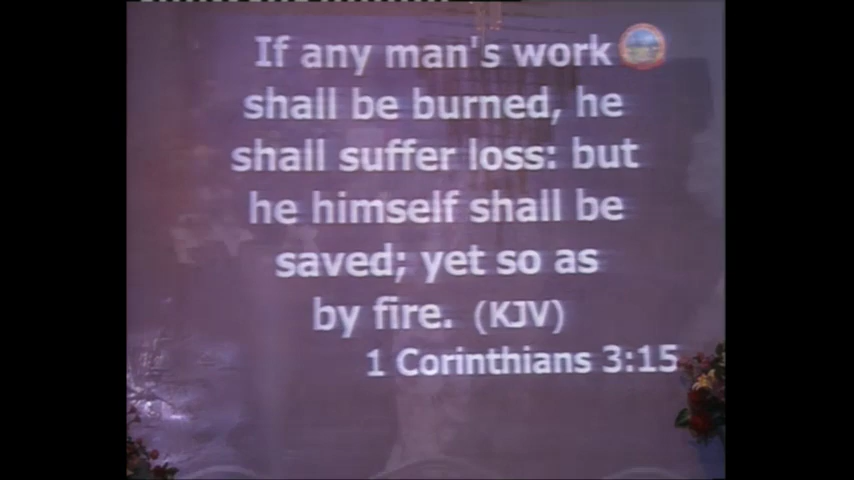 If any man's work
shall be burned, he
shall suffer loss: but
he himself shall be
saved; yet so as
by fire. (KJV)
1 Corinthians 3:15